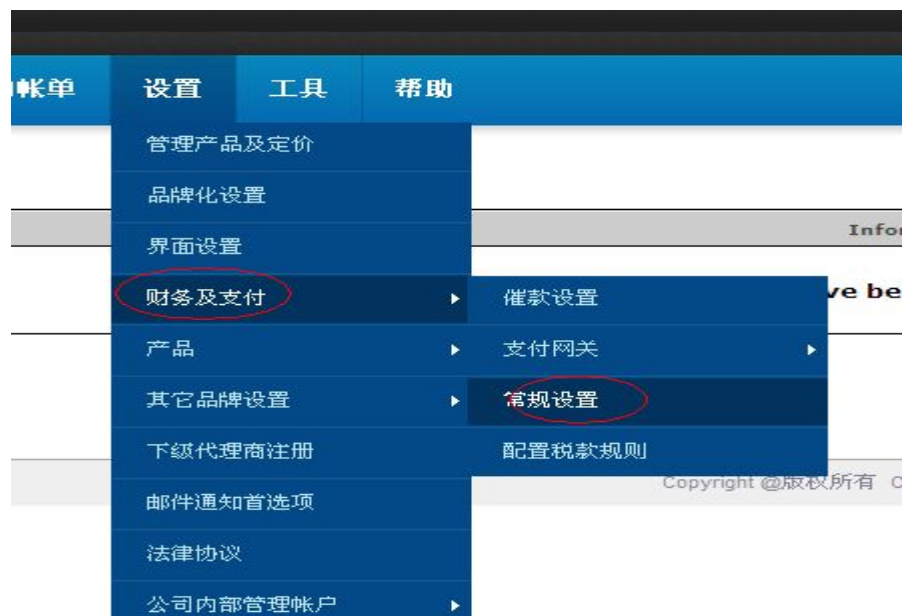 帐单 设置 工具 帮助
管理产品及定价
品牌化设置
Infor
界面设置
财务及支付 催款设置 ve be
产品 支付网关
其它品牌设置 常规设置
下级代理商注册 配置税款规则
Copyright @版权所有 C
邮件通知首选项
法律协议
公司内部管理帐户